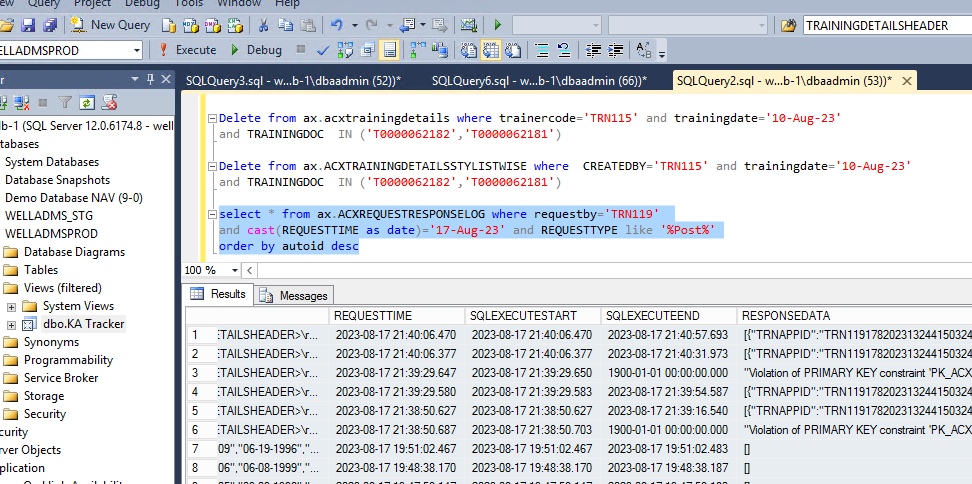 Query Project Debug Tools Window Help
New Query TRAININGDETAILSHEADER
WELLADMSPROD Execute Debug
SQLQuery3.sql - w...b-1\dbaadmin (52))* SQLQuery6.sql - w...b-1\dbaadmin (66))* SQLQuery2.sql - w...b-1\dbaadmin (53))*
Delete from ax.acxtrainingdetails where trainercode='TRN115' and trainingdate='10-Aug-23'
and TRAININGDOC IN ('T0000062182','T0000062181')
Delete from ax.ACXTRAININGDETAILSSTYLISTWISE where CREATEDBY='TRN115' and trainingdate='10-Aug-23'
and TRAININGDOC IN ('T0000062182','T0000062181')
select * from ax.ACXREQUESTRESPONSELOG where requestby='TRN119'
and cast(REQUESTTIME as date)='17-Aug-23' and REQUESTTYPE like '%Post%'
order by autoid desc
100 %
lb-1 (SQL Server 12.0.6174.8 - well
tabases
System Databases
Database Snapshots
Demo Database NAV (9-0)
WELLADMS_STG
WELLADMSPROD
Database Diagrams
Tables
Views (filtered)
System Views
dbo.KA Tracker
Synonyms
Programmability
Service Broker
Storage
Security
curity
rver Objects
plication
Results Messages
REQUESTTIME SQLEXECUTESTART SQLEXECUTEEND RESPONSEDATA
1 ETAILSHEADER>\r... 2023-08-17 21:40:06.470 2023-08-17 21:40:06.470 2023-08-17 21:40:57.693 [{"TRNAPPID":"TRN119178202313244150324
2 ETAILSHEADER>\r... 2023-08-17 21:40:06.377 2023-08-17 21:40:06.377 2023-08-17 21:40:31.973 [{"TRNAPPID":"TRN119178202313244150324
3 ETAILSHEADER>\r... 2023-08-17 21:39:29.647 2023-08-17 21:39:29.650 1900-01-01 00:00:00.000 "Violation of PRIMARY KEY constraint 'PK_ACX
4 ETAILSHEADER>\r... 2023-08-17 21:39:29.580 2023-08-17 21:39:29.583 2023-08-17 21:39:54.587 [{"TRNAPPID":"TRN119178202313244150324
5 ETAILSHEADER>\r... 2023-08-17 21:38:50.627 2023-08-17 21:38:50.627 2023-08-17 21:39:16.540 [{"TRNAPPID":"TRN119178202313244150324
6 ETAILSHEADER>\r... 2023-08-17 21:38:50.687 2023-08-17 21:38:50.703 1900-01-01 00:00:00.000 "Violation of PRIMARY KEY constraint 'PK_ACX
7 09","06-19-1996","... 2023-08-17 19:51:02.467 2023-08-17 19:51:02.467 2023-08-17 19:51:02.483 []
8 06","06-08-1999","... 2023-08-17 19:48:38.170 2023-08-17 19:48:38.170 2023-08-17 19:48:38.187 []